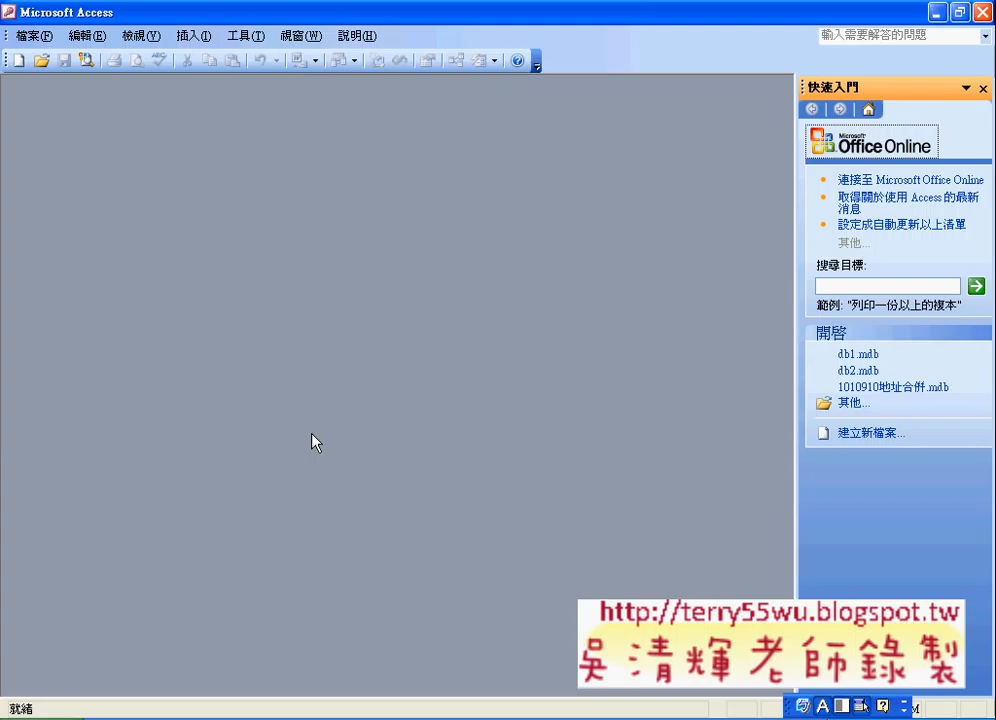 Microsoft Access
檔案(F) 編輯(E) 檢視(V) 插入(I) 工具(T) 視窗(W) 說明(H)
輸入需要解答的問題
快速入門
Microsoft
Office Online
連接至 Microsoft Office Online
取得關於使用 Access 的最新
消息
設定成自動更新以上清單
其他...
搜尋目標:
範例: "列印一份以上的複本"
開啓
db1.mdb
db2.mdb
1010910地址合併.mdb
其他...
建立新檔案...
http://terry55wu.blogspot.tw
吳清輝老師錄製
就緒